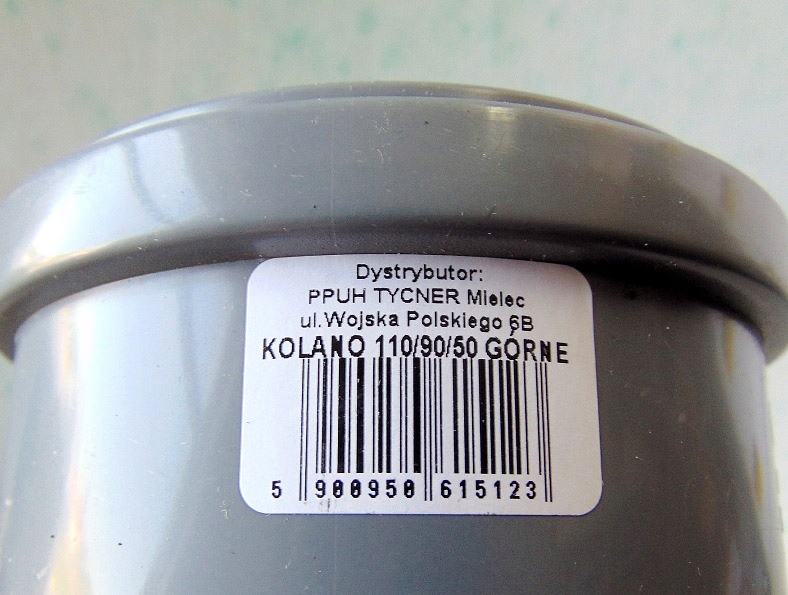 Dystrybutor:
PPUH TYCNER Mielec
ul.Wojska Polskiego 6B
KOLANO 110/90/50 GÓRNE
5 900950 615123